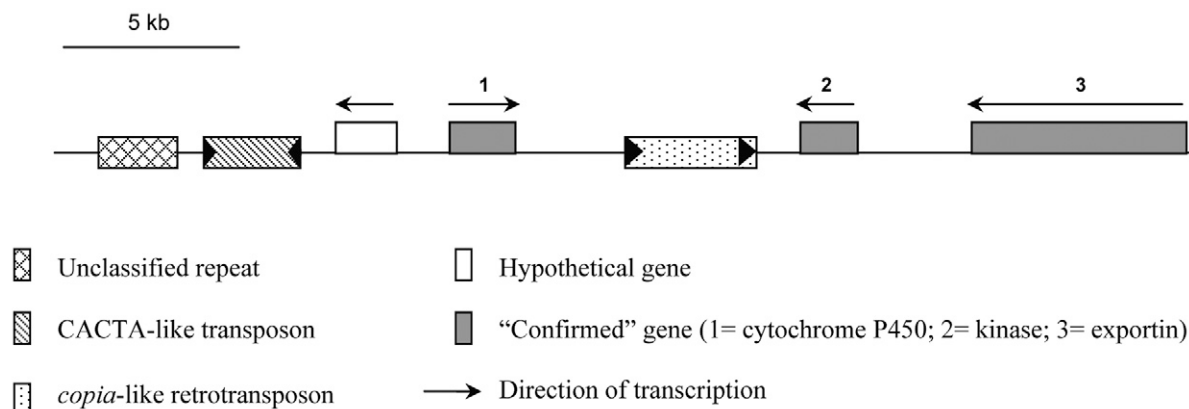 5 kb
1
2
3
Unclassified repeat
Hypothetical gene
CACTA-like transposon
“Confirmed” gene (1= cytochrome P450; 2= kinase; 3= exportin)
copia-like retrotransposon
Direction of transcription